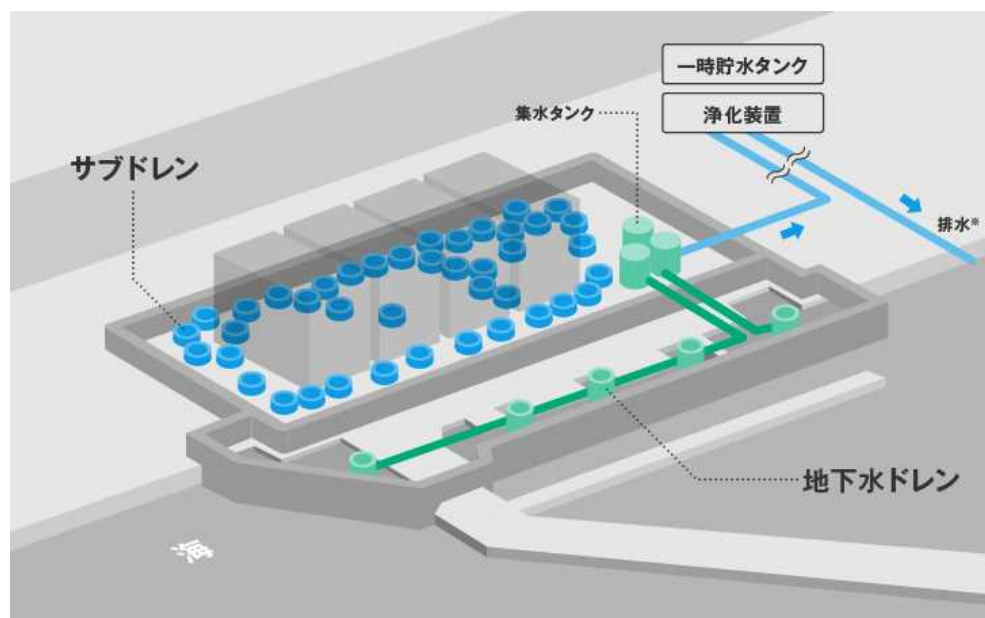 一時貯水タンク
浄化装置
集水タンク
サブドレン
排水※
地下水ドレン
海